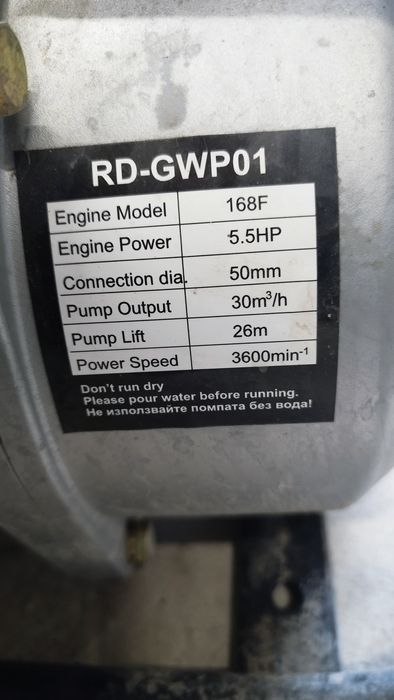 RD-GWP01
Engine Model 168F
Engine Power 5.5HP
Connection dia. 50mm
Pump Output 30m³/h
Pump Lift 26m
Power Speed 3600min⁻¹
Don't run dry
Please pour water before running.
Не използвайте помпата без вода!